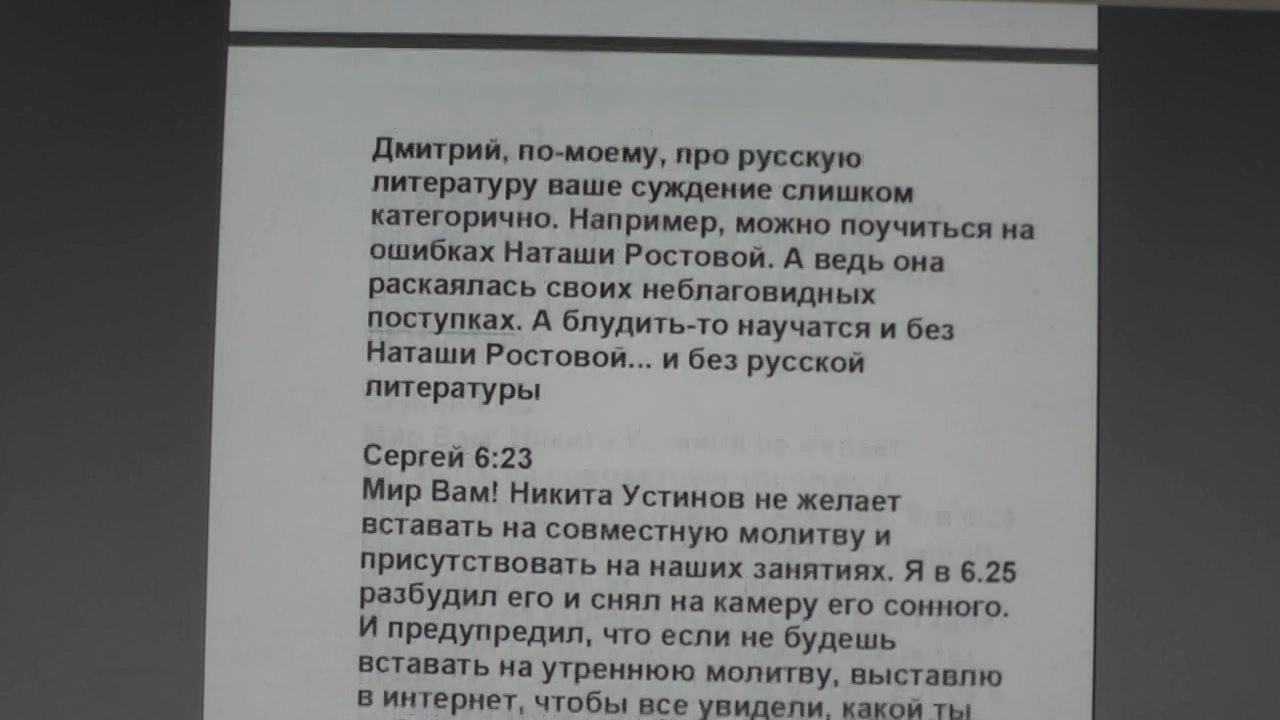 Дмитрий, по-моему, про русскую
литературу ваше суждение слишком
категорично. Например, можно поучиться на
ошибках Наташи Ростовой. А ведь она
раскаялась своих неблаговидных
поступках. А блудить-то научатся и без
Наташи Ростовой... и без русской
литературы
Сергей 6:23
Мир Вам! Никита Устинов не желает
вставать на совместную молитву и
присутствовать на наших занятиях. Я в 6.25
разбудил его и снял на камеру его сонного.
И предупредил, что если не будешь
вставать на утреннюю молитву, выставлю
в интернет, чтобы все увидели, какой ты